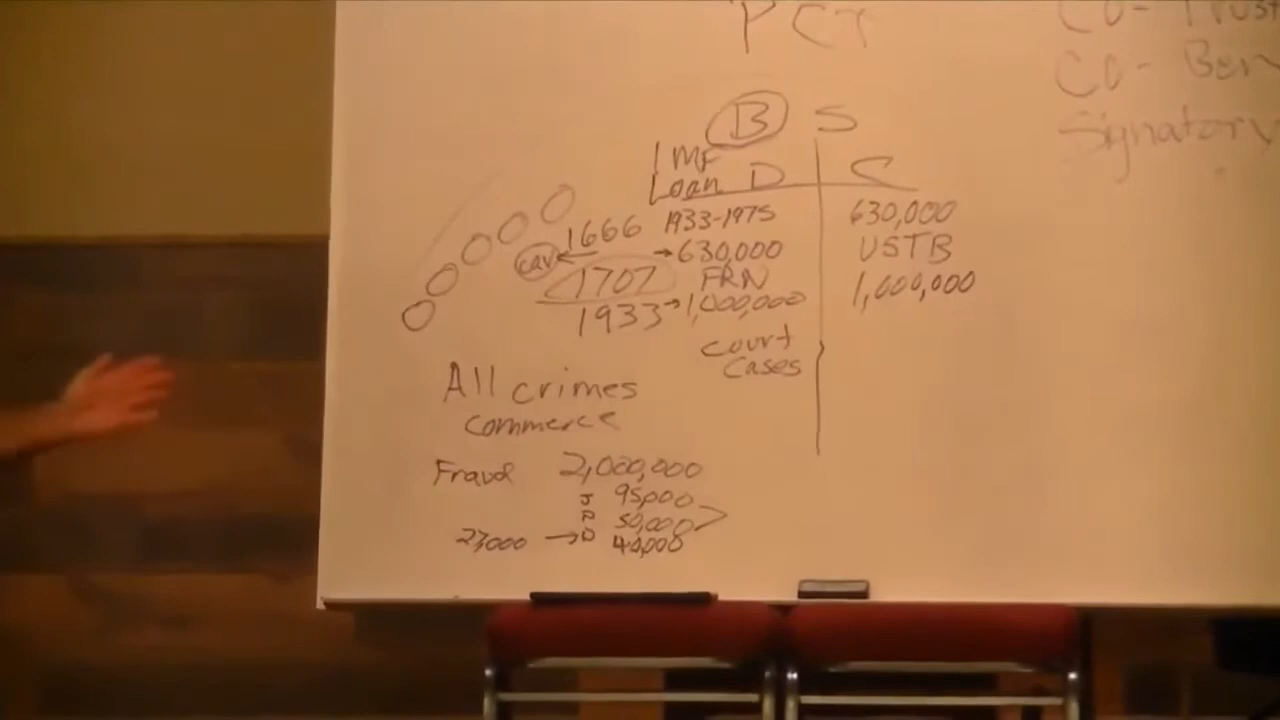 PCT
Co- Trust
Co- Ben
Signatory
B S
IMF
Loan D C
1933-1975 630,000
1666
cav
→630,000 USTB
1707 FRN
1933→1,000,000 1,000,000
court
cases
All crimes
commerce
Fraud 2,000,000
J 95,000
P 50,000
27,000 → D 40,000